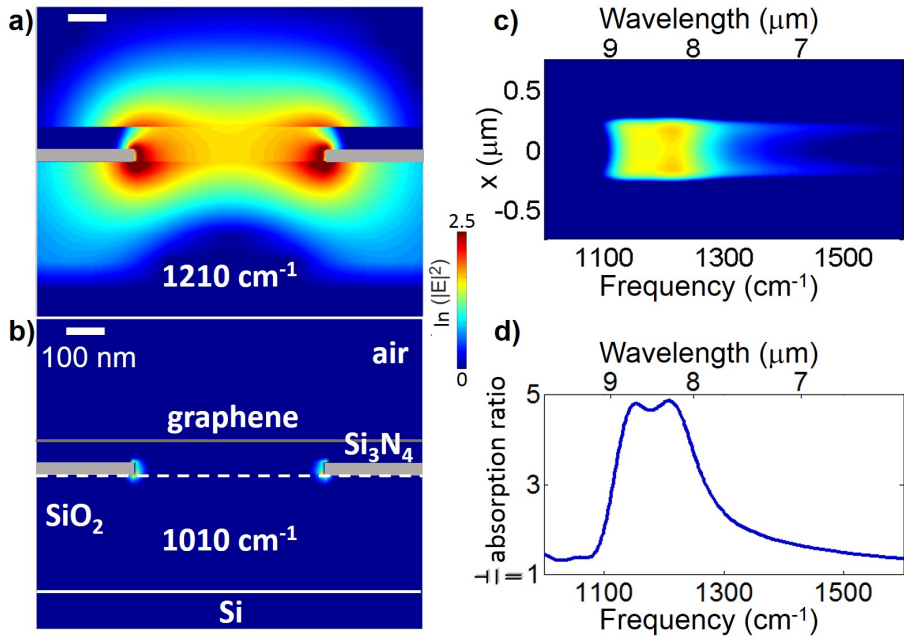 a)
1210 cm-1
2.5
ln (|E|2)
0
b)
100 nm
air
graphene
Si3N4
SiO2
1010 cm-1
Si
c)
Wavelength (μm)
9 8 7
0.5
0
-0.5
x (μm)
1100 1300 1500
Frequency (cm-1)
d)
Wavelength (μm)
9 8 7
5
3
1
⊥/∥ absorption ratio
1100 1300 1500
Frequency (cm-1)